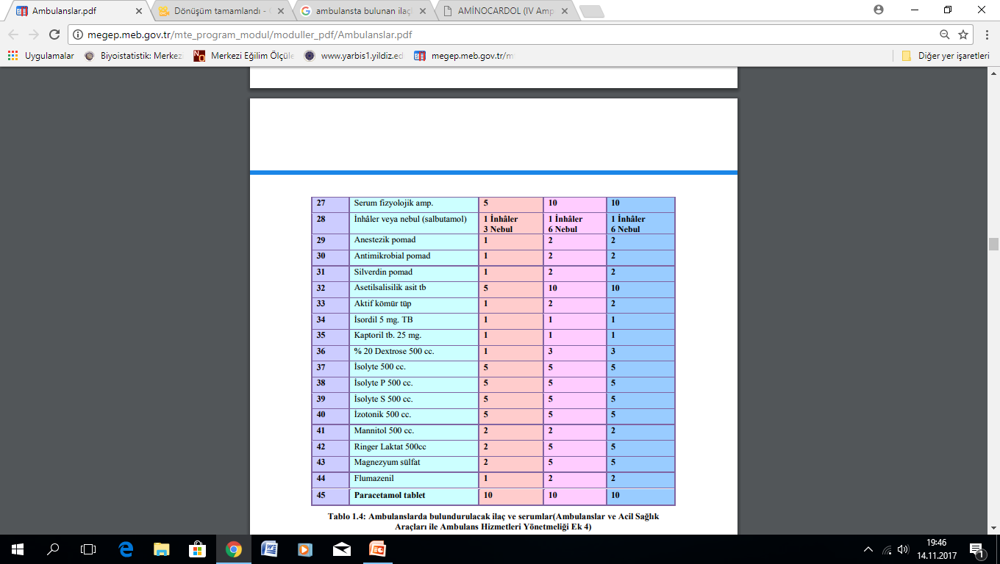 Ambulanslar.pdf
Dönüşüm tamamlandı -
ambulansta bulunan ilaç
AMİNOCARDOL (IV Amp
megep.meb.gov.tr/mte_program_modul/moduller_pdf/Ambulanslar.pdf
Uygulamalar
Biyoistatistik: Merkez
Merkezi Eğilim Ölçüle
www.yarbis1.yildiz.ed
megep.meb.gov.tr/m
Diğer yer işaretleri
27 Serum fizyolojik amp. 5 10 10
28 İnhâler veya nebul (salbutamol) 1 İnhâler 1 İnhâler 1 İnhâler
3 Nebul 6 Nebul 6 Nebul
29 Anestezik pomad 1 2 2
30 Antimikrobial pomad 1 2 2
31 Silverdin pomad 1 2 2
32 Asetilsalisilik asit tb 5 10 10
33 Aktif kömür tüp 1 2 2
34 İsordil 5 mg. TB 1 1 1
35 Kaptoril tb. 25 mg. 1 1 1
36 % 20 Dextrose 500 cc. 1 3 3
37 İsolyte 500 cc. 5 5 5
38 İsolyte P 500 cc. 5 5 5
39 İsolyte S 500 cc. 5 5 5
40 İzotonik 500 cc. 5 5 5
41 Mannitol 500 cc. 2 2 2
42 Ringer Laktat 500cc 2 5 5
43 Magnezyum sülfat 2 5 5
44 Flumazenil 1 2 2
45 Paracetamol tablet 10 10 10
Tablo 1.4: Ambulanslarda bulundurulacak ilaç ve serumlar(Ambulanslar ve Acil Sağlık
Araçları ile Ambulans Hizmetleri Yönetmeliği Ek 4)
19:46
14.11.2017
1